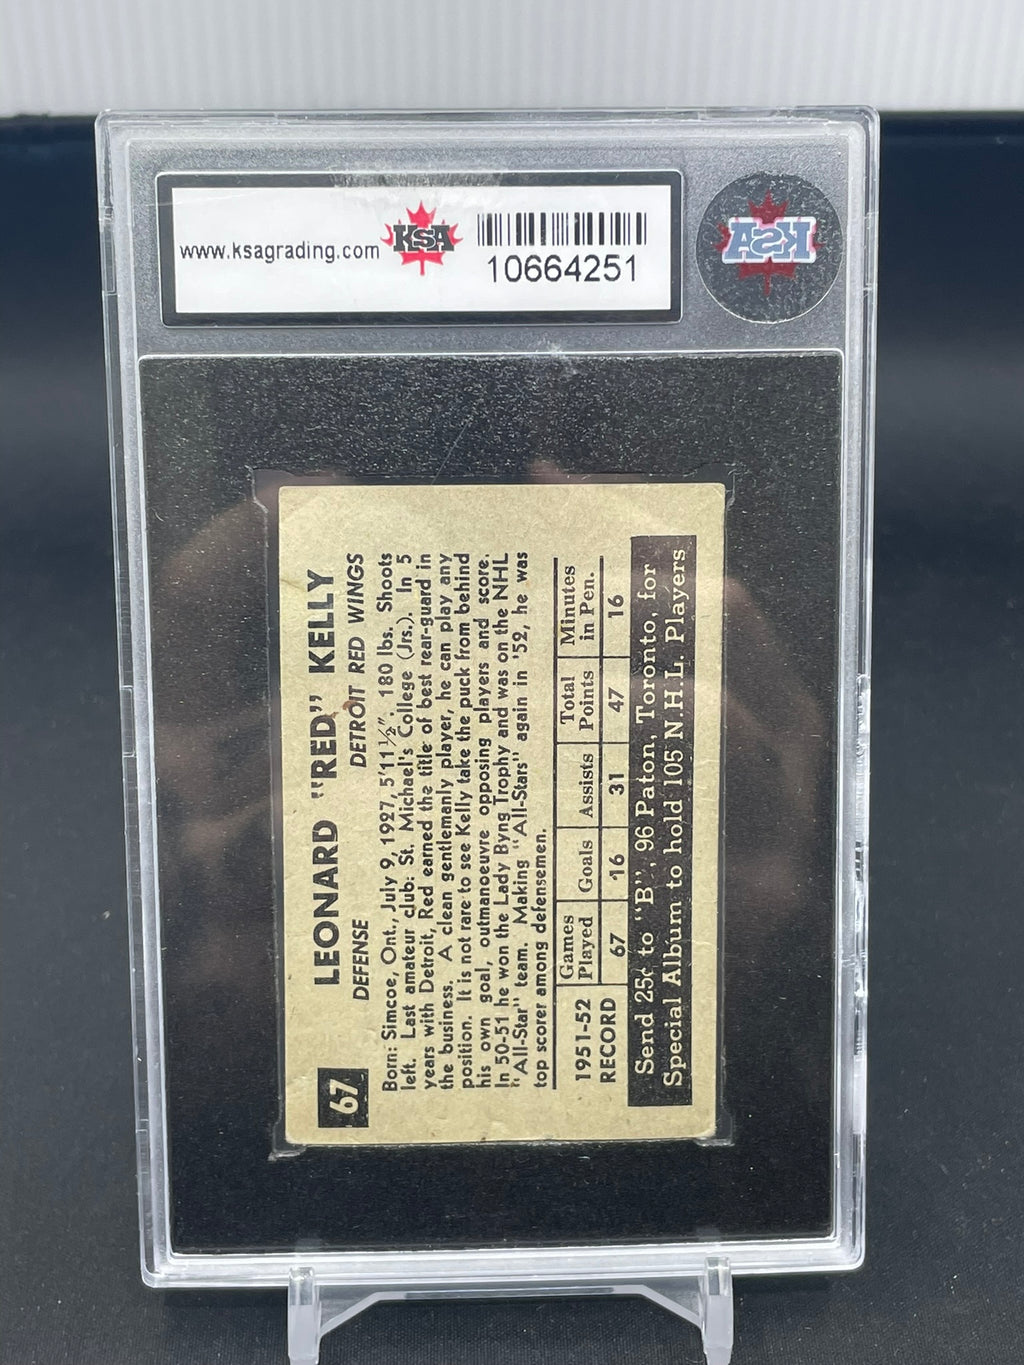 www.ksagrading.com
KSA
10664251
KSA
67
LEONARD "RED" KELLY
DEFENSE DETROIT RED WINGS
Born: Simcoe, Ont., July 9, 1927, 5'11½", 180 lbs. Shoots
left. Last amateur club: St. Michael's College (Jrs.). In 5
years with Detroit, Red earned the title of best rear-guard in
the business. A clean gentlemanly player, he can play any
position. It is not rare to see Kelly take the puck from behind
his own goal, outmanoeuvre opposing players and score.
In 50-51 he won the Lady Byng Trophy and was on the NHL
"All-Star" team. Making "All-Stars" again in '52, he was
top scorer among defensemen.
1951-52 Games Goals Assists Total Minutes
RECORD Played Points in Pen.
67 16 31 47 16
Send 25¢ to "B", 96 Paton, Toronto, for
Special Album to hold 105 N.H.L. Players